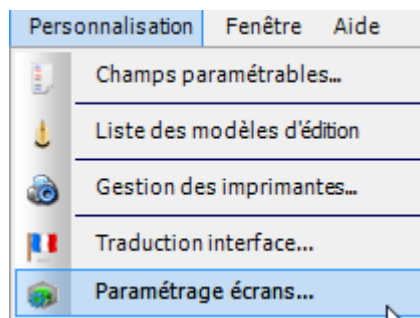 Personnalisation Fenêtre Aide
Champs paramétrables...
Liste des modèles d'édition
Gestion des imprimantes...
Traduction interface...
Paramétrage écrans...